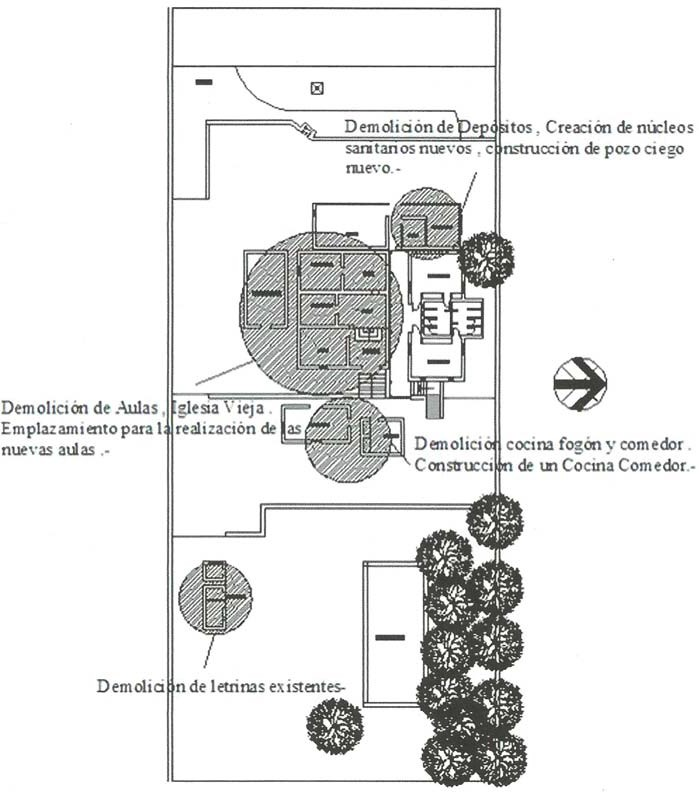 Demolición de Depósitos , Creación de núcleos
sanitarios nuevos , construcción de pozo ciego
nuevo.-
Demolición de Aulas , Iglesia Vieja .
Emplazamiento para la realización de las
nuevas aulas .-
Demolición cocina fogón y comedor .
Construcción de un Cocina Comedor.-
Demolición de letrinas existentes-